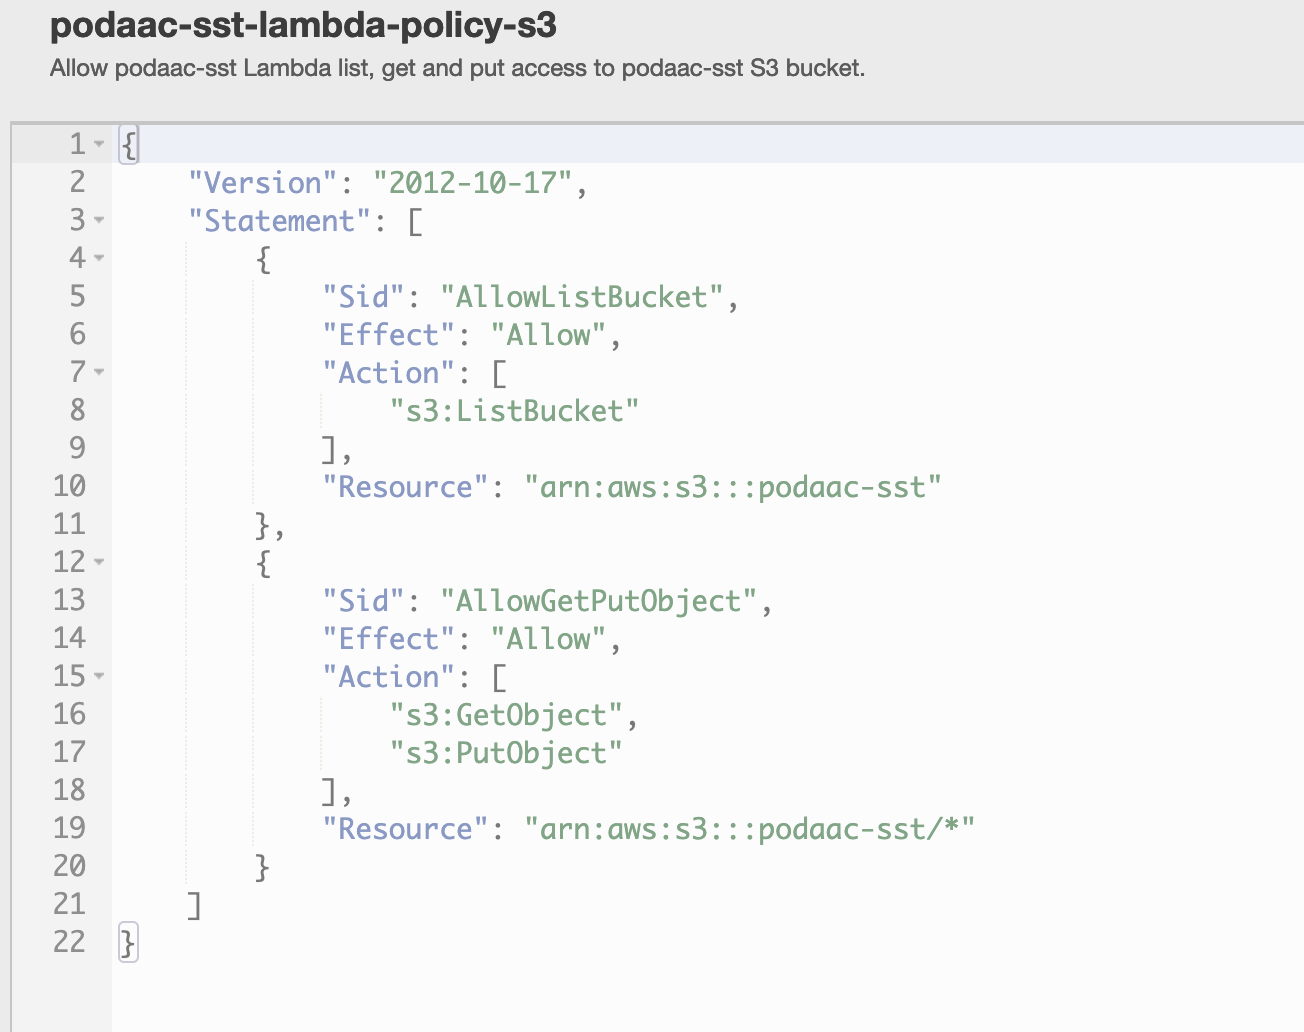 podaac-sst-lambda-policy-s3
Allow podaac-sst Lambda list, get and put access to podaac-sst S3 bucket.
1 {
2     "Version": "2012-10-17",
3     "Statement": [
4         {
5             "Sid": "AllowListBucket",
6             "Effect": "Allow",
7             "Action": [
8                 "s3:ListBucket"
9             ],
10             "Resource": "arn:aws:s3:::podaac-sst"
11         },
12         {
13             "Sid": "AllowGetPutObject",
14             "Effect": "Allow",
15             "Action": [
16                 "s3:GetObject",
17                 "s3:PutObject"
18             ],
19             "Resource": "arn:aws:s3:::podaac-sst/*"
20         }
21     ]
22 }